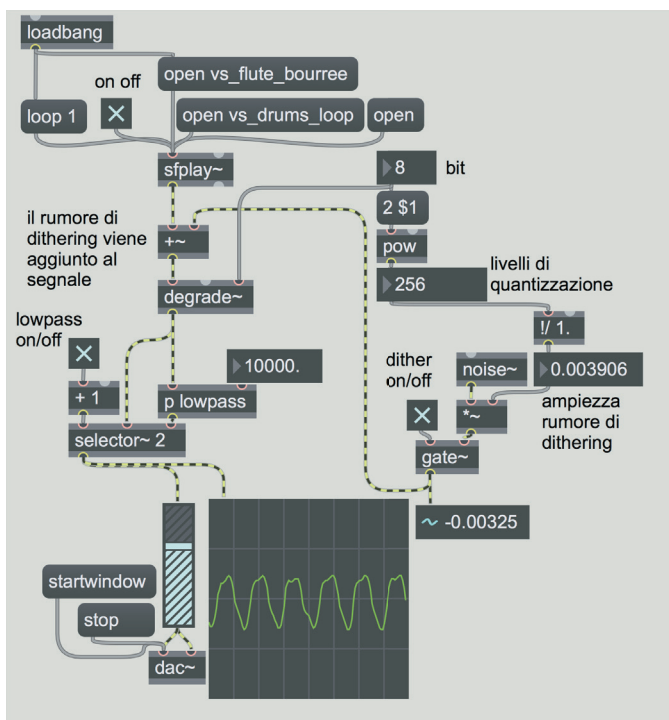 loadbang
on off
open vs_flute_bourree
loop 1
open vs_drums_loop
open
sfplay~
8
bit
2 $1
il rumore di
dithering viene
aggiunto al
segnale
+~
pow
256
livelli di
quantizzazione
degrade~
!/ 1.
lowpass
on/off
10000.
dither
on/off
noise~
0.003906
+ 1
p lowpass
*~
ampiezza
rumore di
dithering
selector~ 2
gate~
-0.00325
startwindow
stop
dac~